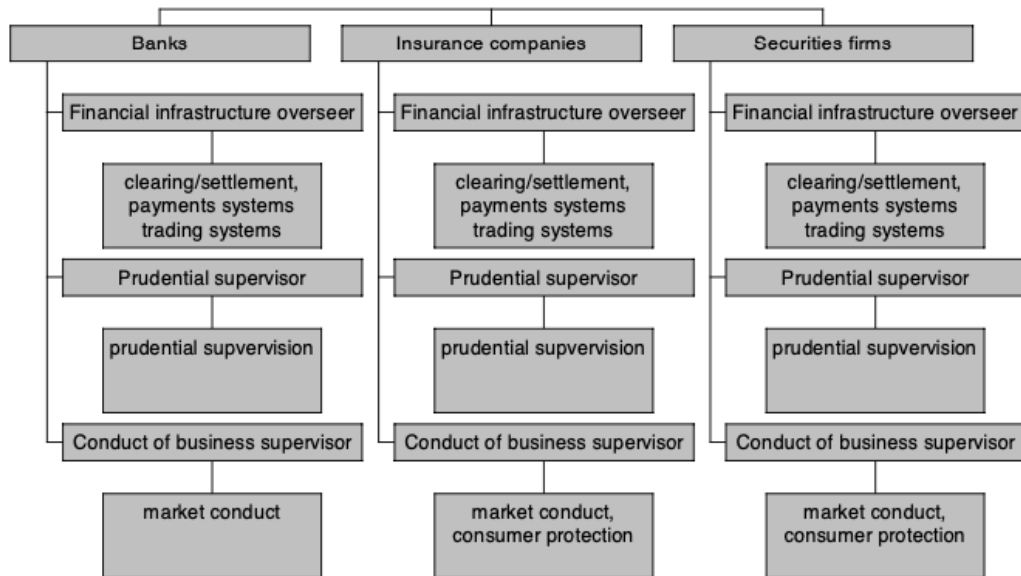 Banks
Insurance companies
Securities firms
Financial infrastructure overseer
Financial infrastructure overseer
Financial infrastructure overseer
clearing/settlement,
payments systems
trading systems
clearing/settlement,
payments systems
trading systems
clearing/settlement,
payments systems
trading systems
Prudential supervisor
Prudential supervisor
Prudential supervisor
prudential supvervision
prudential supvervision
prudential supvervision
Conduct of business supervisor
Conduct of business supervisor
Conduct of business supervisor
market conduct
market conduct,
consumer protection
market conduct,
consumer protection